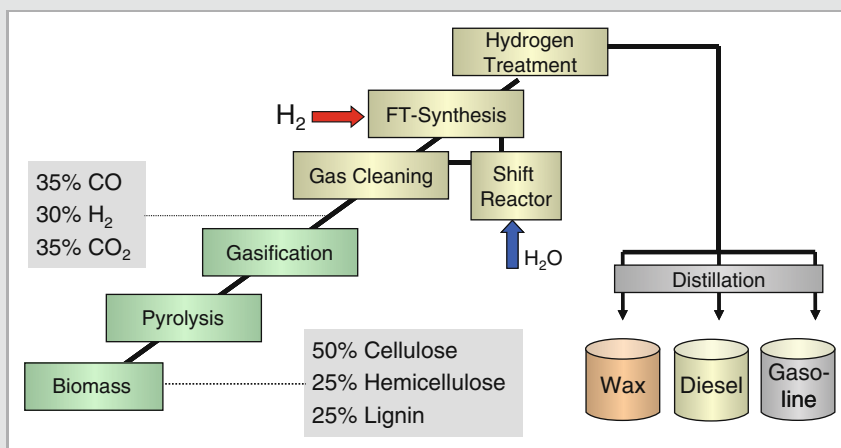 Hydrogen
Treatment
H₂
FT-Synthesis
Gas Cleaning
Shift
Reactor
35% CO
30% H₂
35% CO₂
Gasification
H₂O
Distillation
Pyrolysis
50% Cellulose
25% Hemicellulose
25% Lignin
Biomass
Wax
Diesel
Gaso-
line